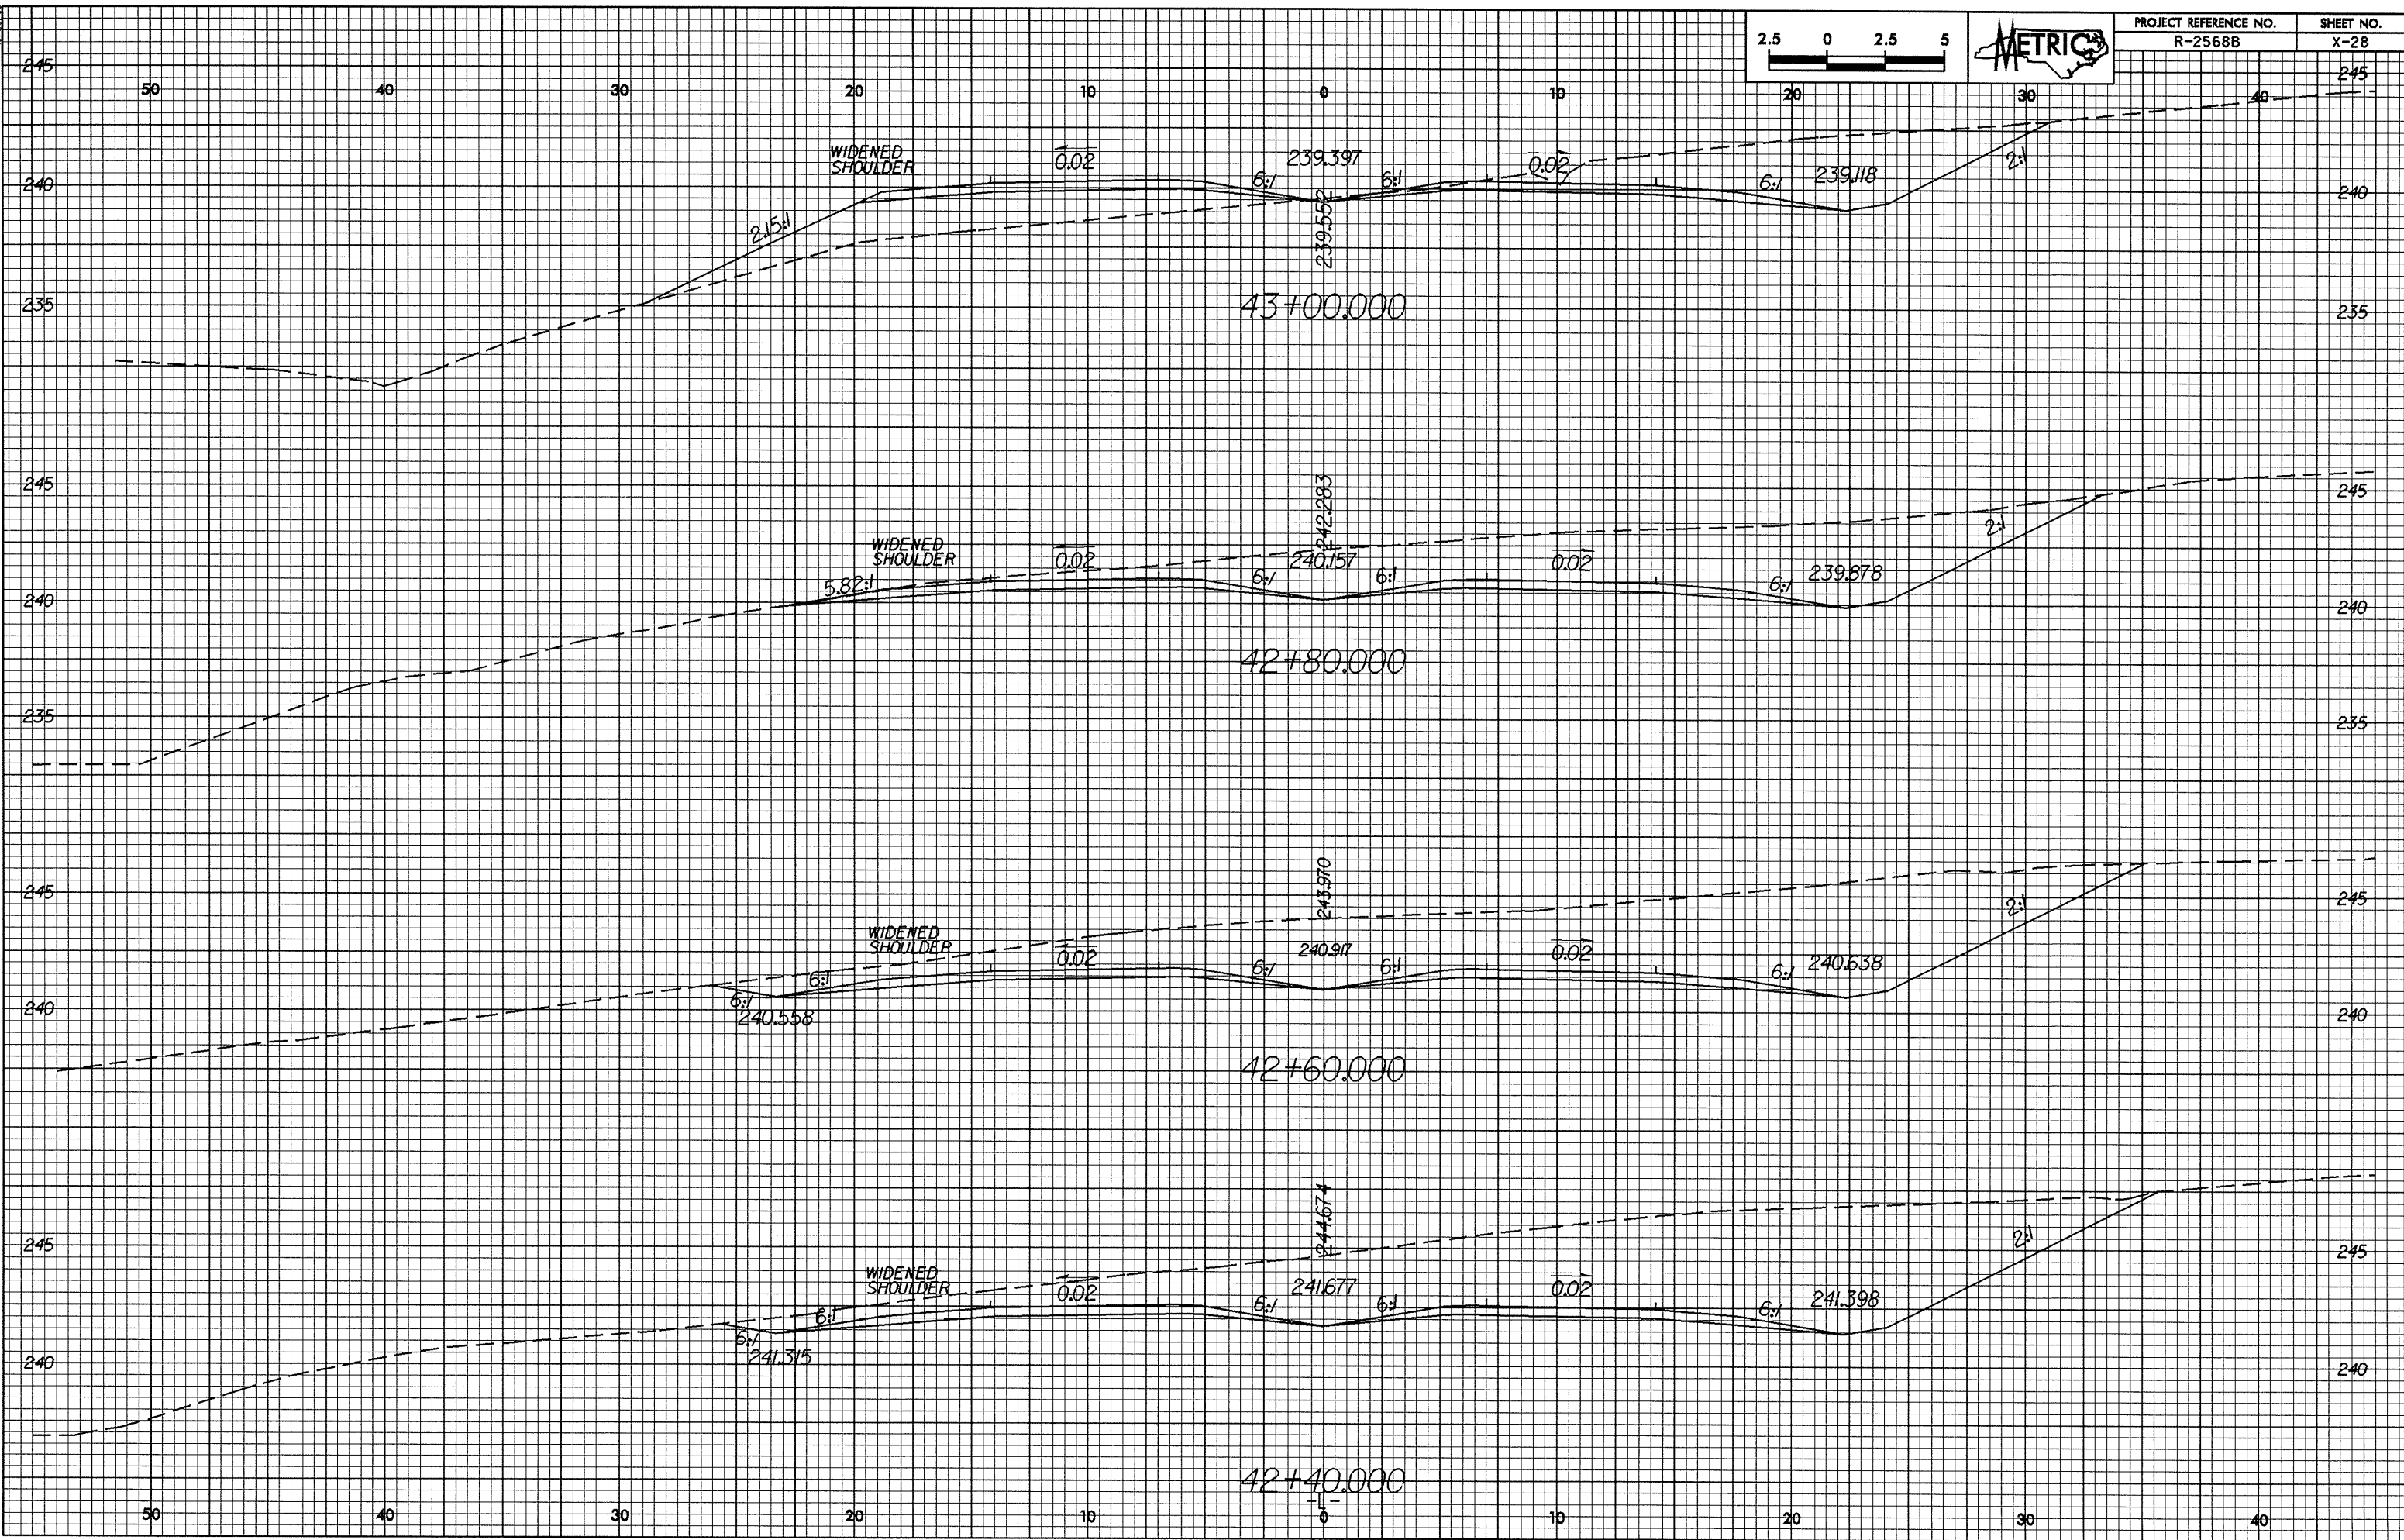 2.5 0 2.5 5
METRIC
PROJECT REFERENCE NO. SHEET NO.
R-2568B X-28
245 245
50 40 30 20 10 0 10 20 30 40
WIDENED
SHOULDER
0.02 239.397 0.02
6:1 6:1 6:1 239.118 2:1
240 240
2.15:1
239.552
235 43+00.000 235
245 242.283 245
WIDENED
SHOULDER
0.02 240.157 0.02
5.82:1 6:1 6:1 6:1 239.878 2:1
240 240
42+80.000
235 235
245 243.970 245
2:1
WIDENED
SHOULDER
0.02 240.917 0.02
6:1 6:1 6:1 6:1 240.638
6:1
240.558
240 240
42+60.000
244.674
245 245
2:1
WIDENED
SHOULDER
0.02 241.677 0.02
6:1 6:1 6:1 6:1 241.398
6:1
241.315
240 240
42+40.000
-L-
50 40 30 20 10 0 10 20 30 40